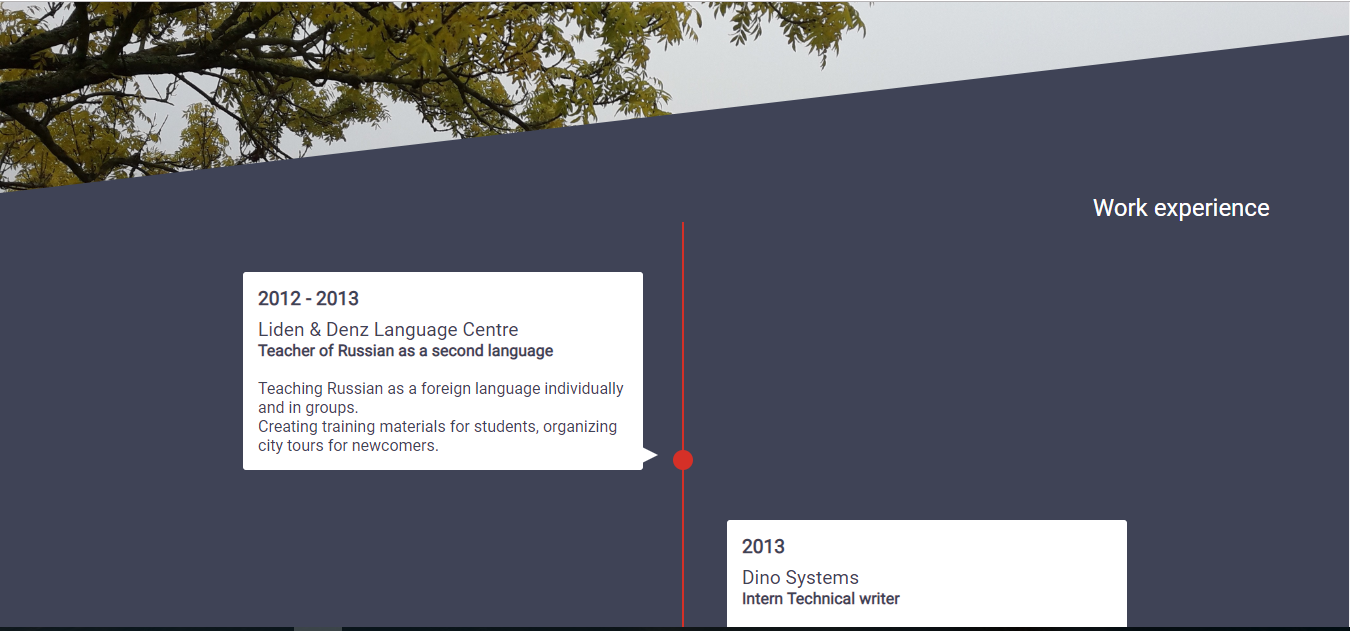 Work experience
2012 - 2013
Liden & Denz Language Centre
Teacher of Russian as a second language
Teaching Russian as a foreign language individually
and in groups.
Creating training materials for students, organizing
city tours for newcomers.
2013
Dino Systems
Intern Technical writer